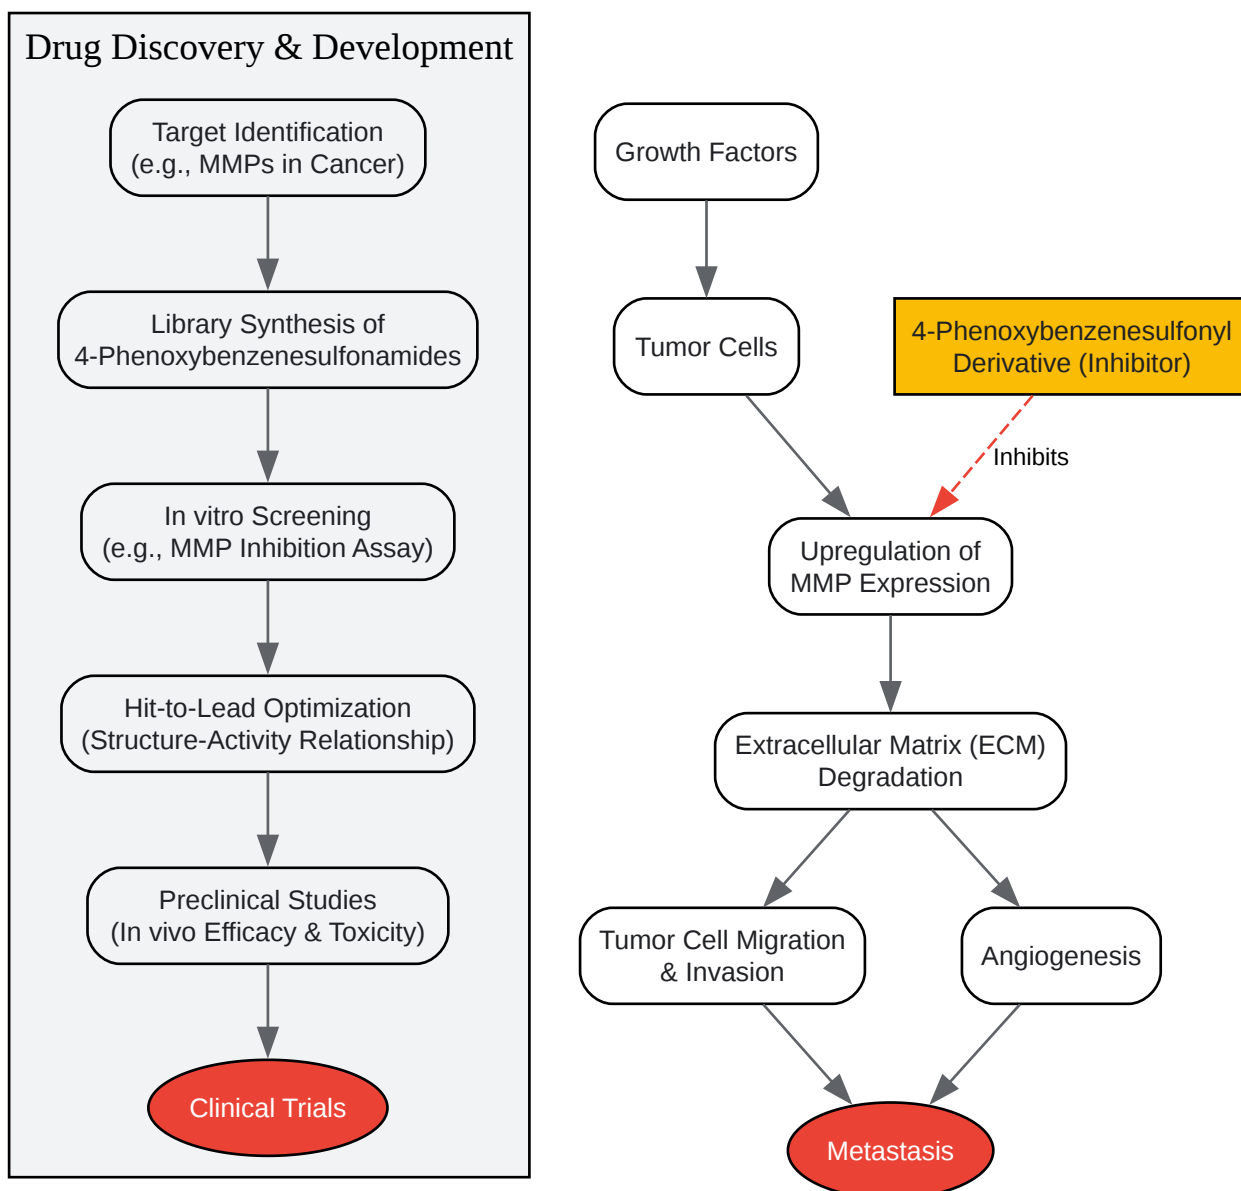 Drug Discovery & Development
Target Identification
(e.g., MMPs in Cancer)
Library Synthesis of
4-Phenoxybenzenesulfonamides
In vitro Screening
(e.g., MMP Inhibition Assay)
Hit-to-Lead Optimization
(Structure-Activity Relationship)
Preclinical Studies
(In vivo Efficacy & Toxicity)
Clinical Trials
Growth Factors
Tumor Cells
4-Phenoxybenzenesulfonyl
Derivative (Inhibitor)
Inhibits
Upregulation of
MMP Expression
Extracellular Matrix (ECM)
Degradation
Tumor Cell Migration
& Invasion
Angiogenesis
Metastasis